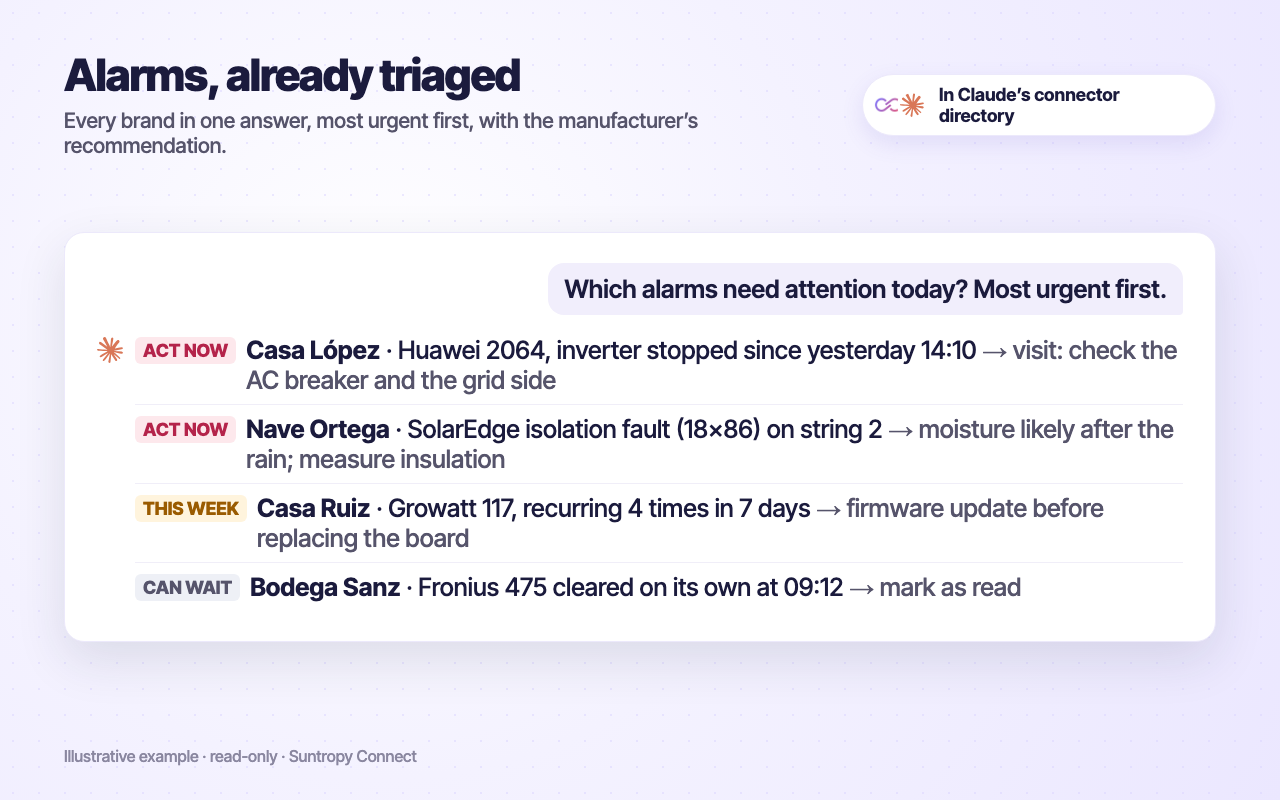 Alarms, already triaged
Every brand in one answer, most urgent first, with the manufacturer’s
recommendation.
In Claude’s connector
directory
Which alarms need attention today? Most urgent first.
ACT NOW Casa López · Huawei 2064, inverter stopped since yesterday 14:10 → visit: check the
AC breaker and the grid side
ACT NOW Nave Ortega · SolarEdge isolation fault (18×86) on string 2 → moisture likely after the
rain; measure insulation
THIS WEEK Casa Ruiz · Growatt 117, recurring 4 times in 7 days → firmware update before
replacing the board
CAN WAIT Bodega Sanz · Fronius 475 cleared on its own at 09:12 → mark as read
Illustrative example · read-only · Suntropy Connect